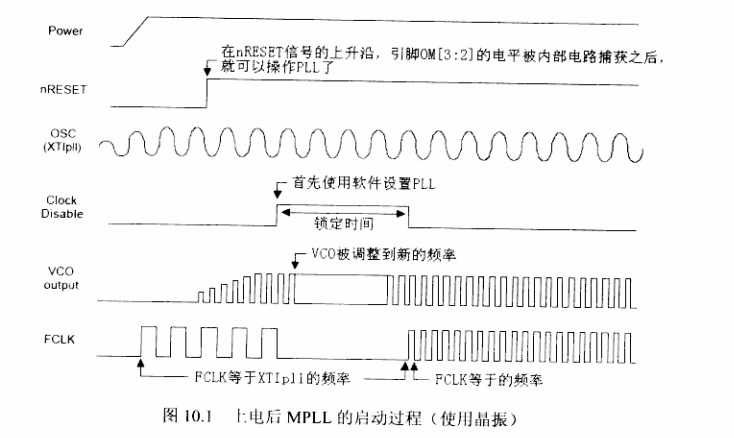 Power
在nRESET信号的上升沿，引脚OM[3:2]的电平被内部电路捕获之后，
就可以操作PLL了
nRESET
OSC
(XTIpll)
首先使用软件设置PLL
Clock
Disable
锁定时间
VCO被调整到新的频率
VCO
output
FCLK
FCLK等于XTIpll的频率
FCLK等于的频率
图 10.1 上电后 MPLL 的启动过程（使用晶振）